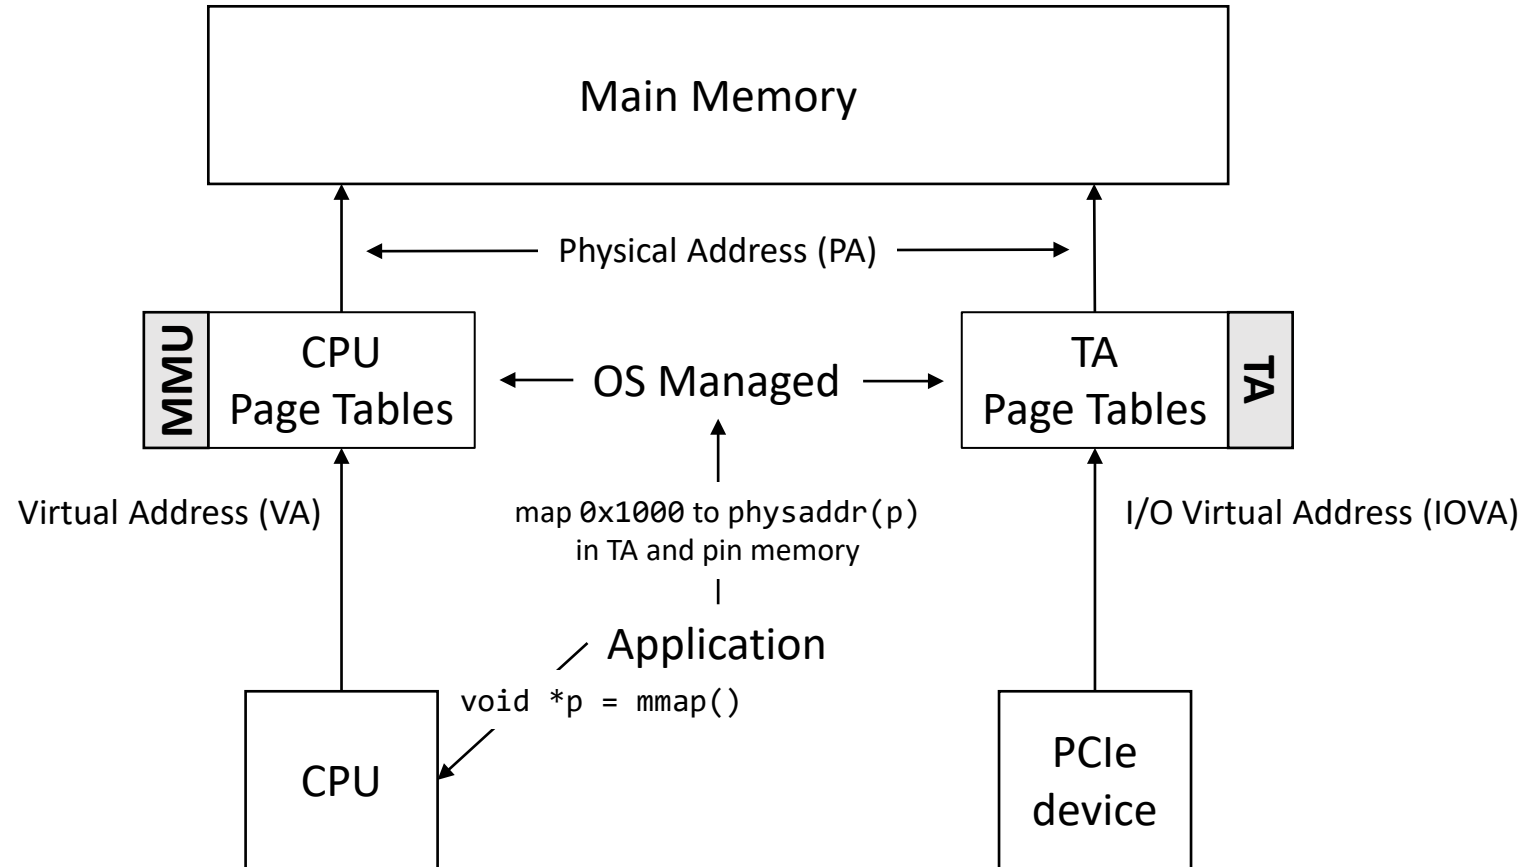 Main Memory
Physical Address (PA)
MMU
CPU
Page Tables
OS Managed
TA
Page Tables
TA
Virtual Address (VA)
map 0x1000 to physaddr(p)
in TA and pin memory
I/O Virtual Address (IOVA)
Application
void *p = mmap()
CPU
PCIe
device